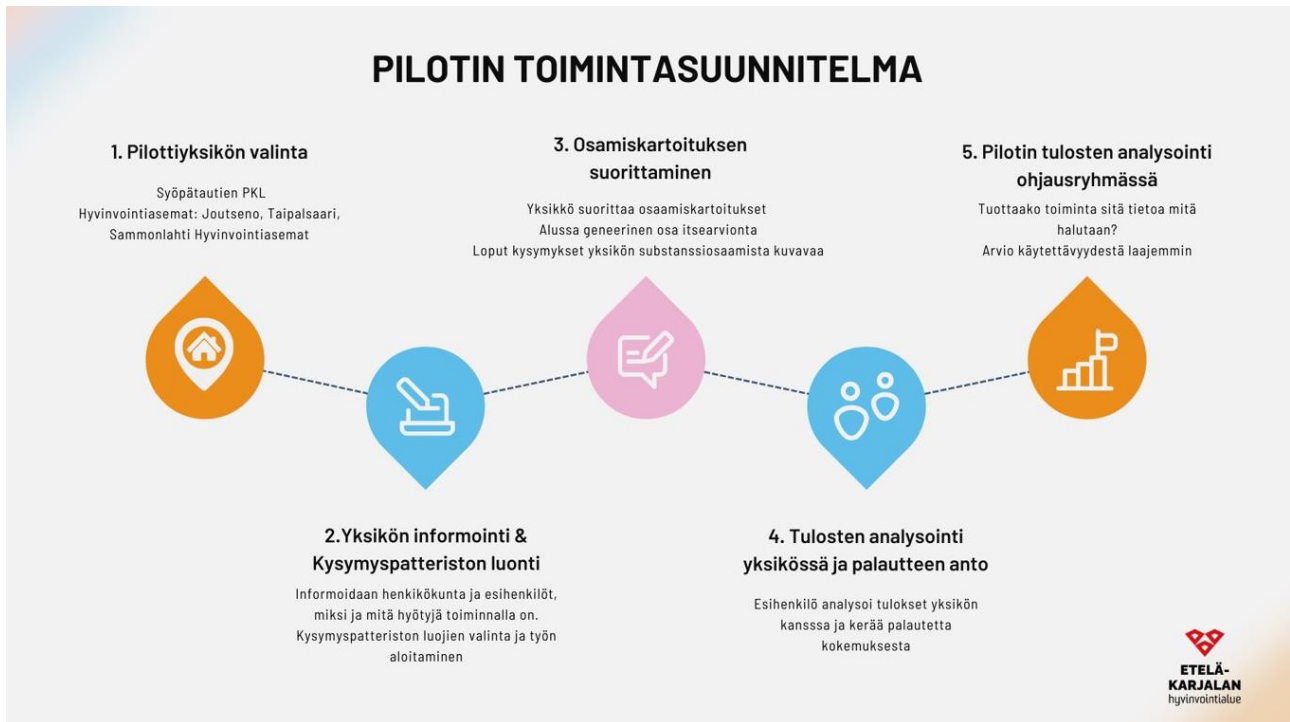 PILOTIN TOIMINTASUUNNITELMA
1. Pilottiyksikön valinta
Syöpätautien PKL
Hyvinvointiasemat: Joutseno, Taipalsaari,
Sammonlahti Hyvinvointiasemat
2.Yksikön informointi &
Kysymyspatteriston luonti
Informoidaan henkikökunta ja esihenkilöt,
miksi ja mitä hyötyjä toiminnalla on.
Kysymyspatteriston luojien valinta ja työn
aloitaminen
3. Osamiskartoituksen
suorittaminen
Yksikkö suorittaa osaamiskartoitukset
Alussa geneerinen osa itsearvionta
Loput kysymykset yksikön substanssiosaamista kuvavaa
4. Tulosten analysointi
yksikössä ja palautteen anto
Esihenkilö analysoi tulokset yksikön
kansssa ja kerää palautetta
kokemuksesta
5. Pilotin tulosten analysointi
ohjausryhmässä
Tuottaako toiminta sitä tietoa mitä
halutaan?
Arvio käytettävyydestä laajemmin
ETELÄ-
KARJALAN
hyvinvointialue